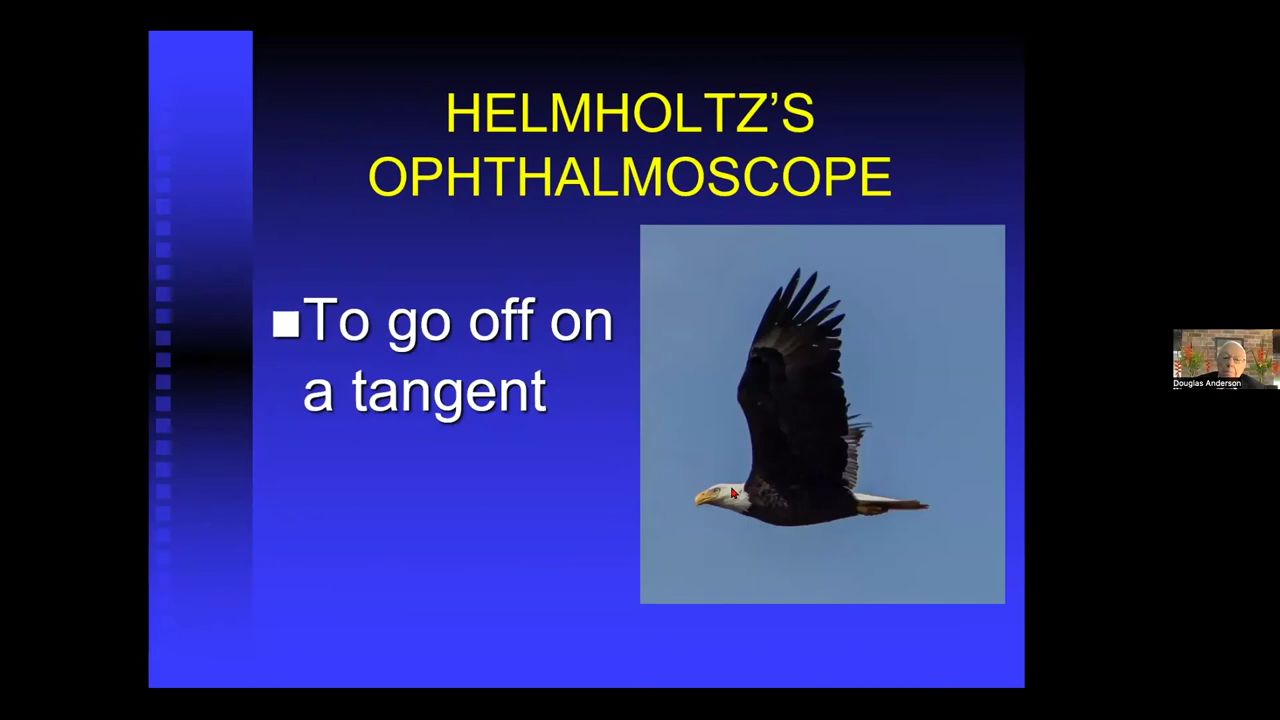 HELMHOLTZ’S
OPHTHALMOSCOPE
To go off on
a tangent
Douglas Anderson